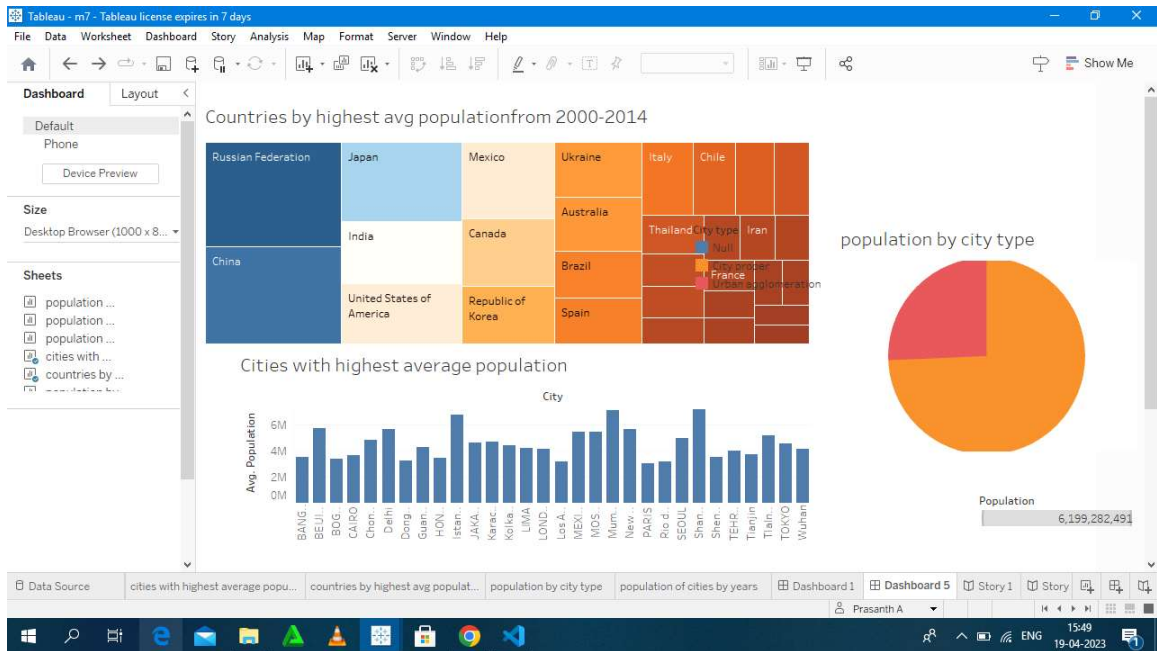 Tableau - m7 - Tableau license expires in 7 days
File Data Worksheet Dashboard Story Analysis Map Format Server Window Help
Show Me
Dashboard Layout
Default
Phone
Device Preview
Size
Desktop Browser (1000 x 8...
Sheets
population ...
population ...
population ...
cities with ...
countries by ...
Countries by highest avg populationfrom 2000-2014
Russian Federation Japan Mexico Ukraine Italy Chile
Australia
India Canada Thailand Iran
China Brazil France
United States of America
Republic of Korea
Spain
City type
Null
City proper
Urban agglomeration
population by city type
Cities with highest average population
City
Avg. Population
6M
4M
2M
0M
BANG.. BEIJI.. BOG.. CAIRO Chon.. Delhi Dong.. Guan.. HON.. Istan.. JAKA.. Karac.. Kolka.. LIMA LOND.. Los A.. MEXI.. MOS.. Mum.. New .. PARIS Rio d.. SEOUL Shan.. Shen.. TEHR.. Tianjin TOKYO Wuhan
Population
6,199,282,491
Data Source cities with highest average popu... countries by highest avg populat... population by city type population of cities by years Dashboard 1 Dashboard 5 Story 1 Story
Prasanth A
ENG
15:49
19-04-2023